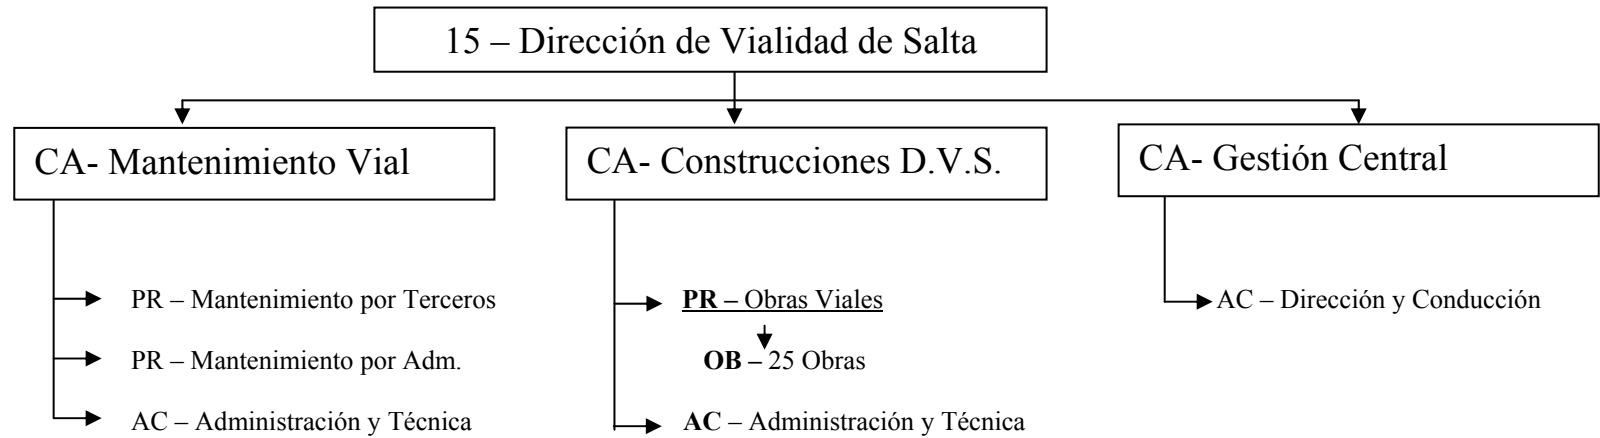 15 – Dirección de Vialidad de Salta
CA- Mantenimiento Vial
PR – Mantenimiento por Terceros
PR – Mantenimiento por Adm.
AC – Administración y Técnica
CA- Construcciones D.V.S.
PR – Obras Viales
OB – 25 Obras
AC – Administración y Técnica
CA- Gestión Central
AC – Dirección y Conducción